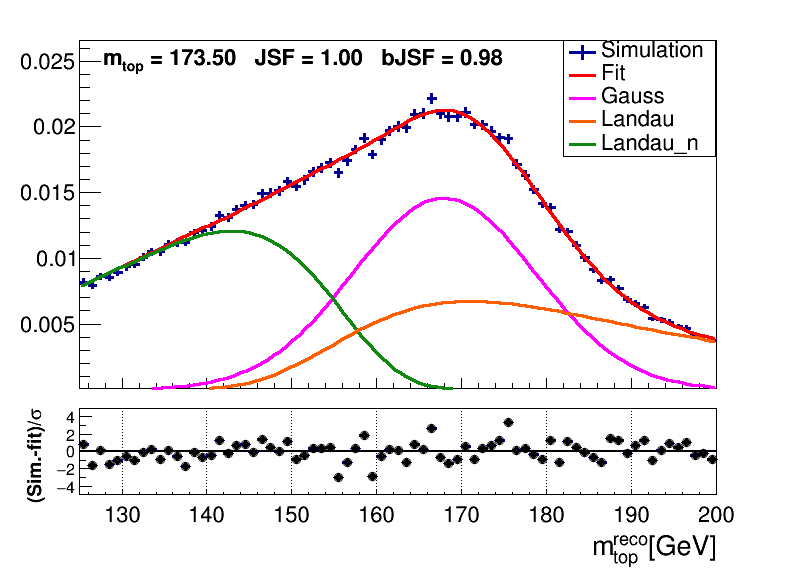 m_top = 173.50 JSF = 1.00 bJSF = 0.98
Simulation
Fit
Gauss
Landau
Landau_n
0.025
0.02
0.015
0.01
0.005
(Sim.-fit)/σ
4
2
0
−2
−4
130 140 150 160 170 180 190 200
m_top^reco[GeV]